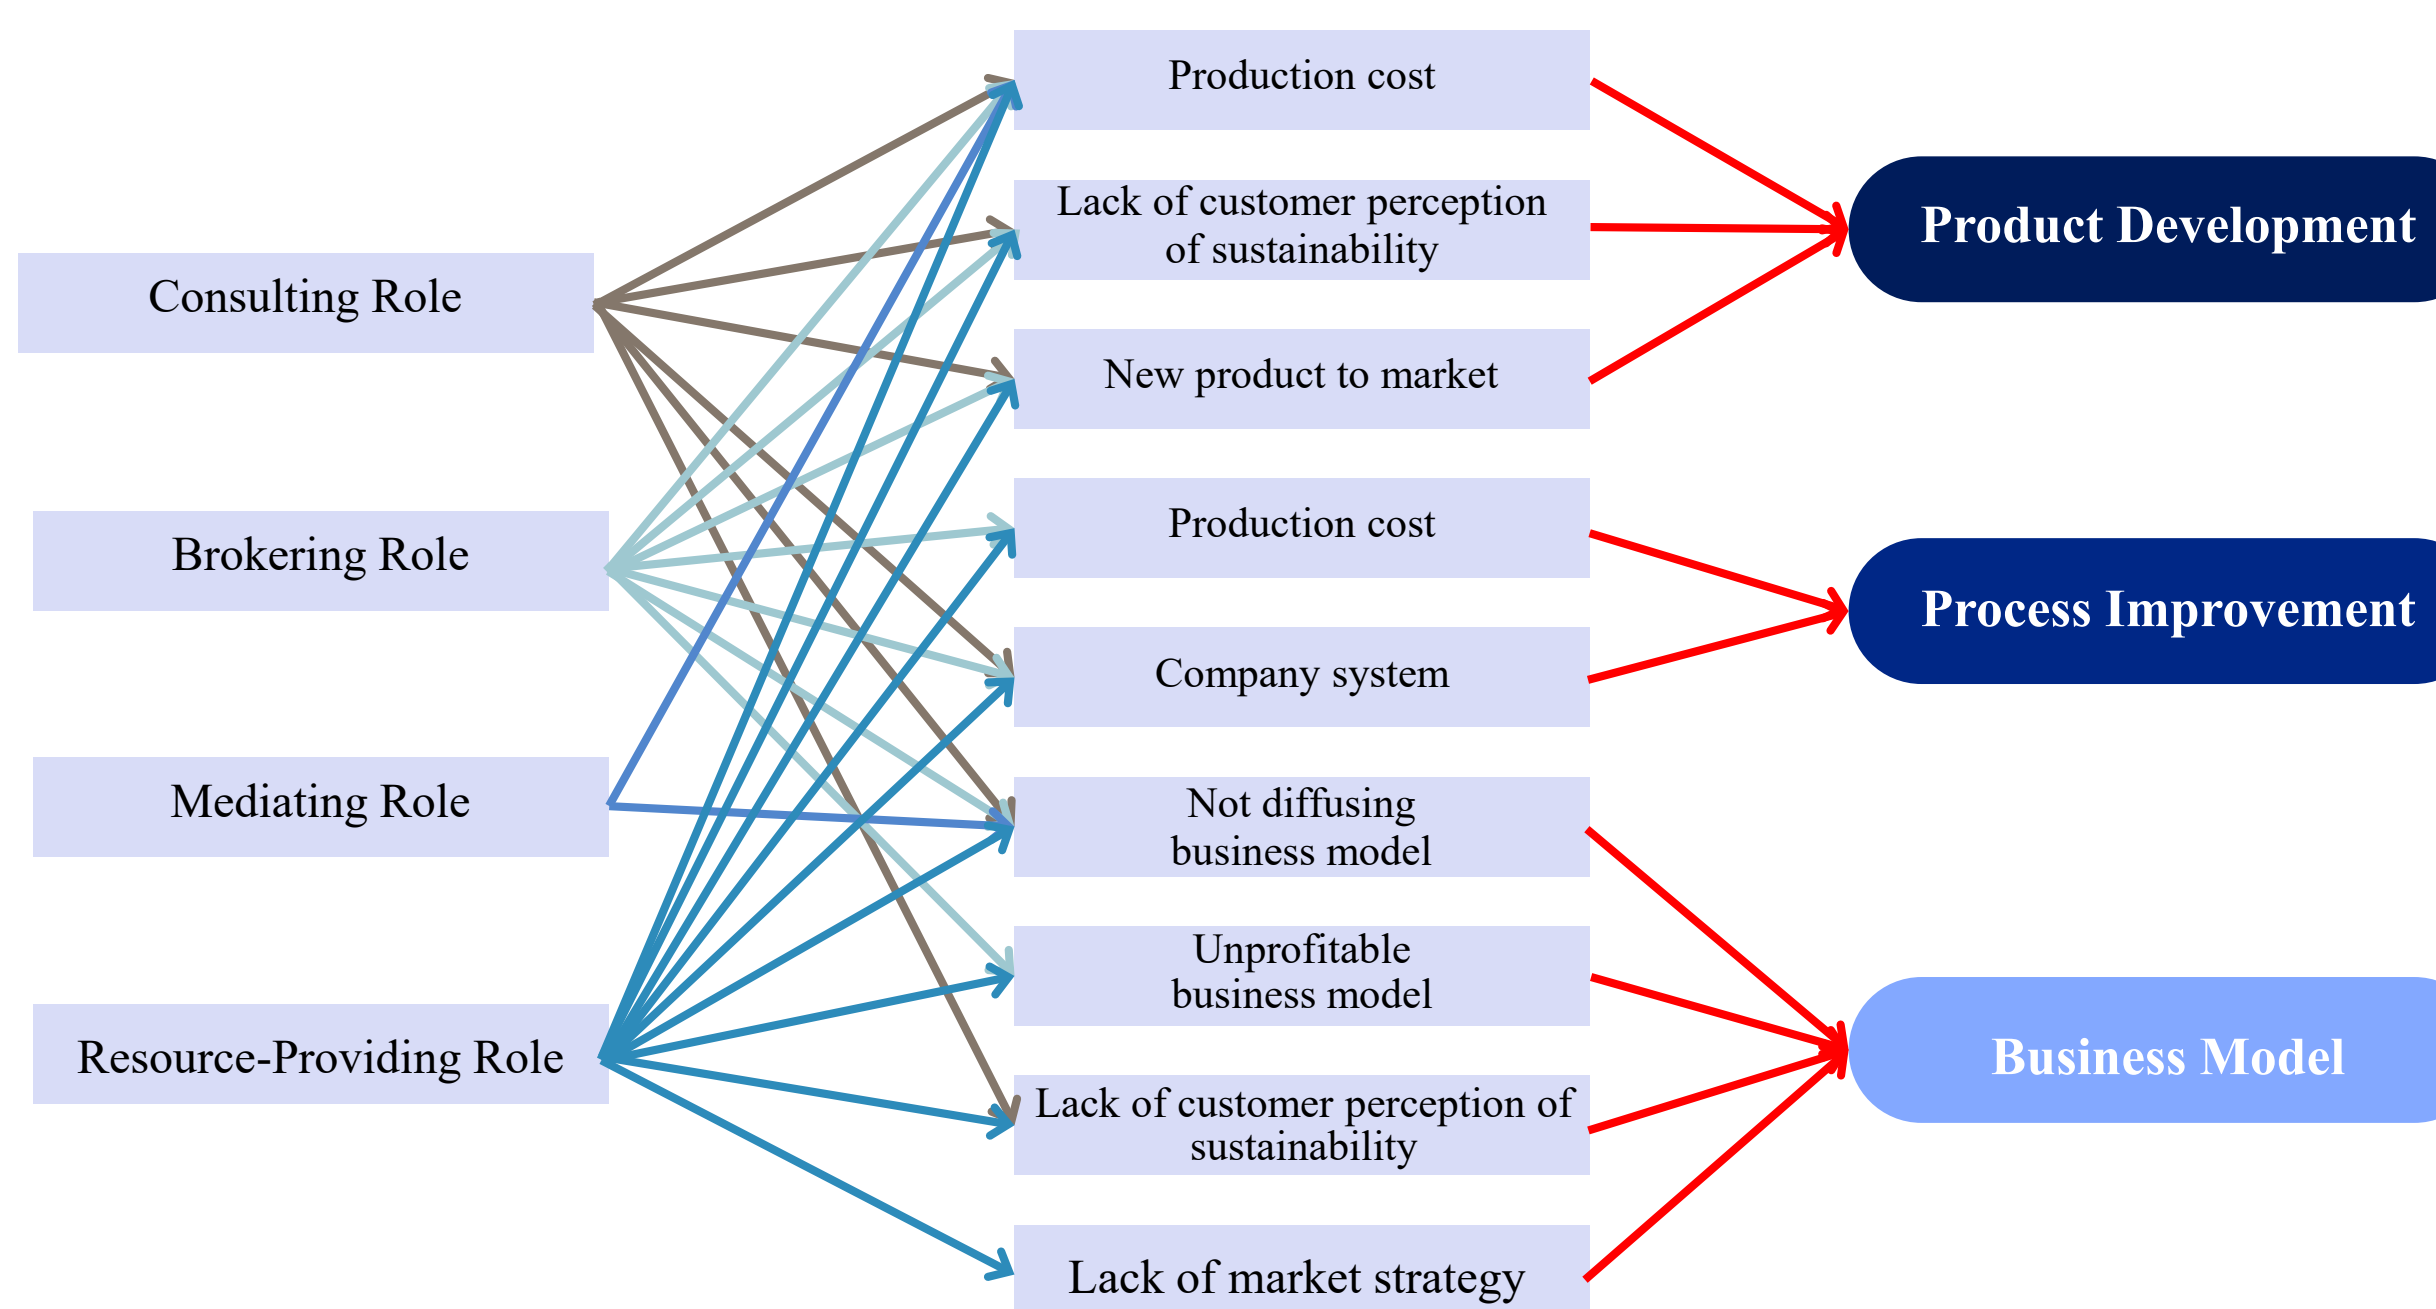 Consulting Role
Brokering Role
Mediating Role
Resource-Providing Role
Production cost
Lack of customer perception
of sustainability
New product to market
Production cost
Company system
Not diffusing
business model
Unprofitable
business model
Lack of customer perception of
sustainability
Lack of market strategy
Product Development
Process Improvement
Business Model